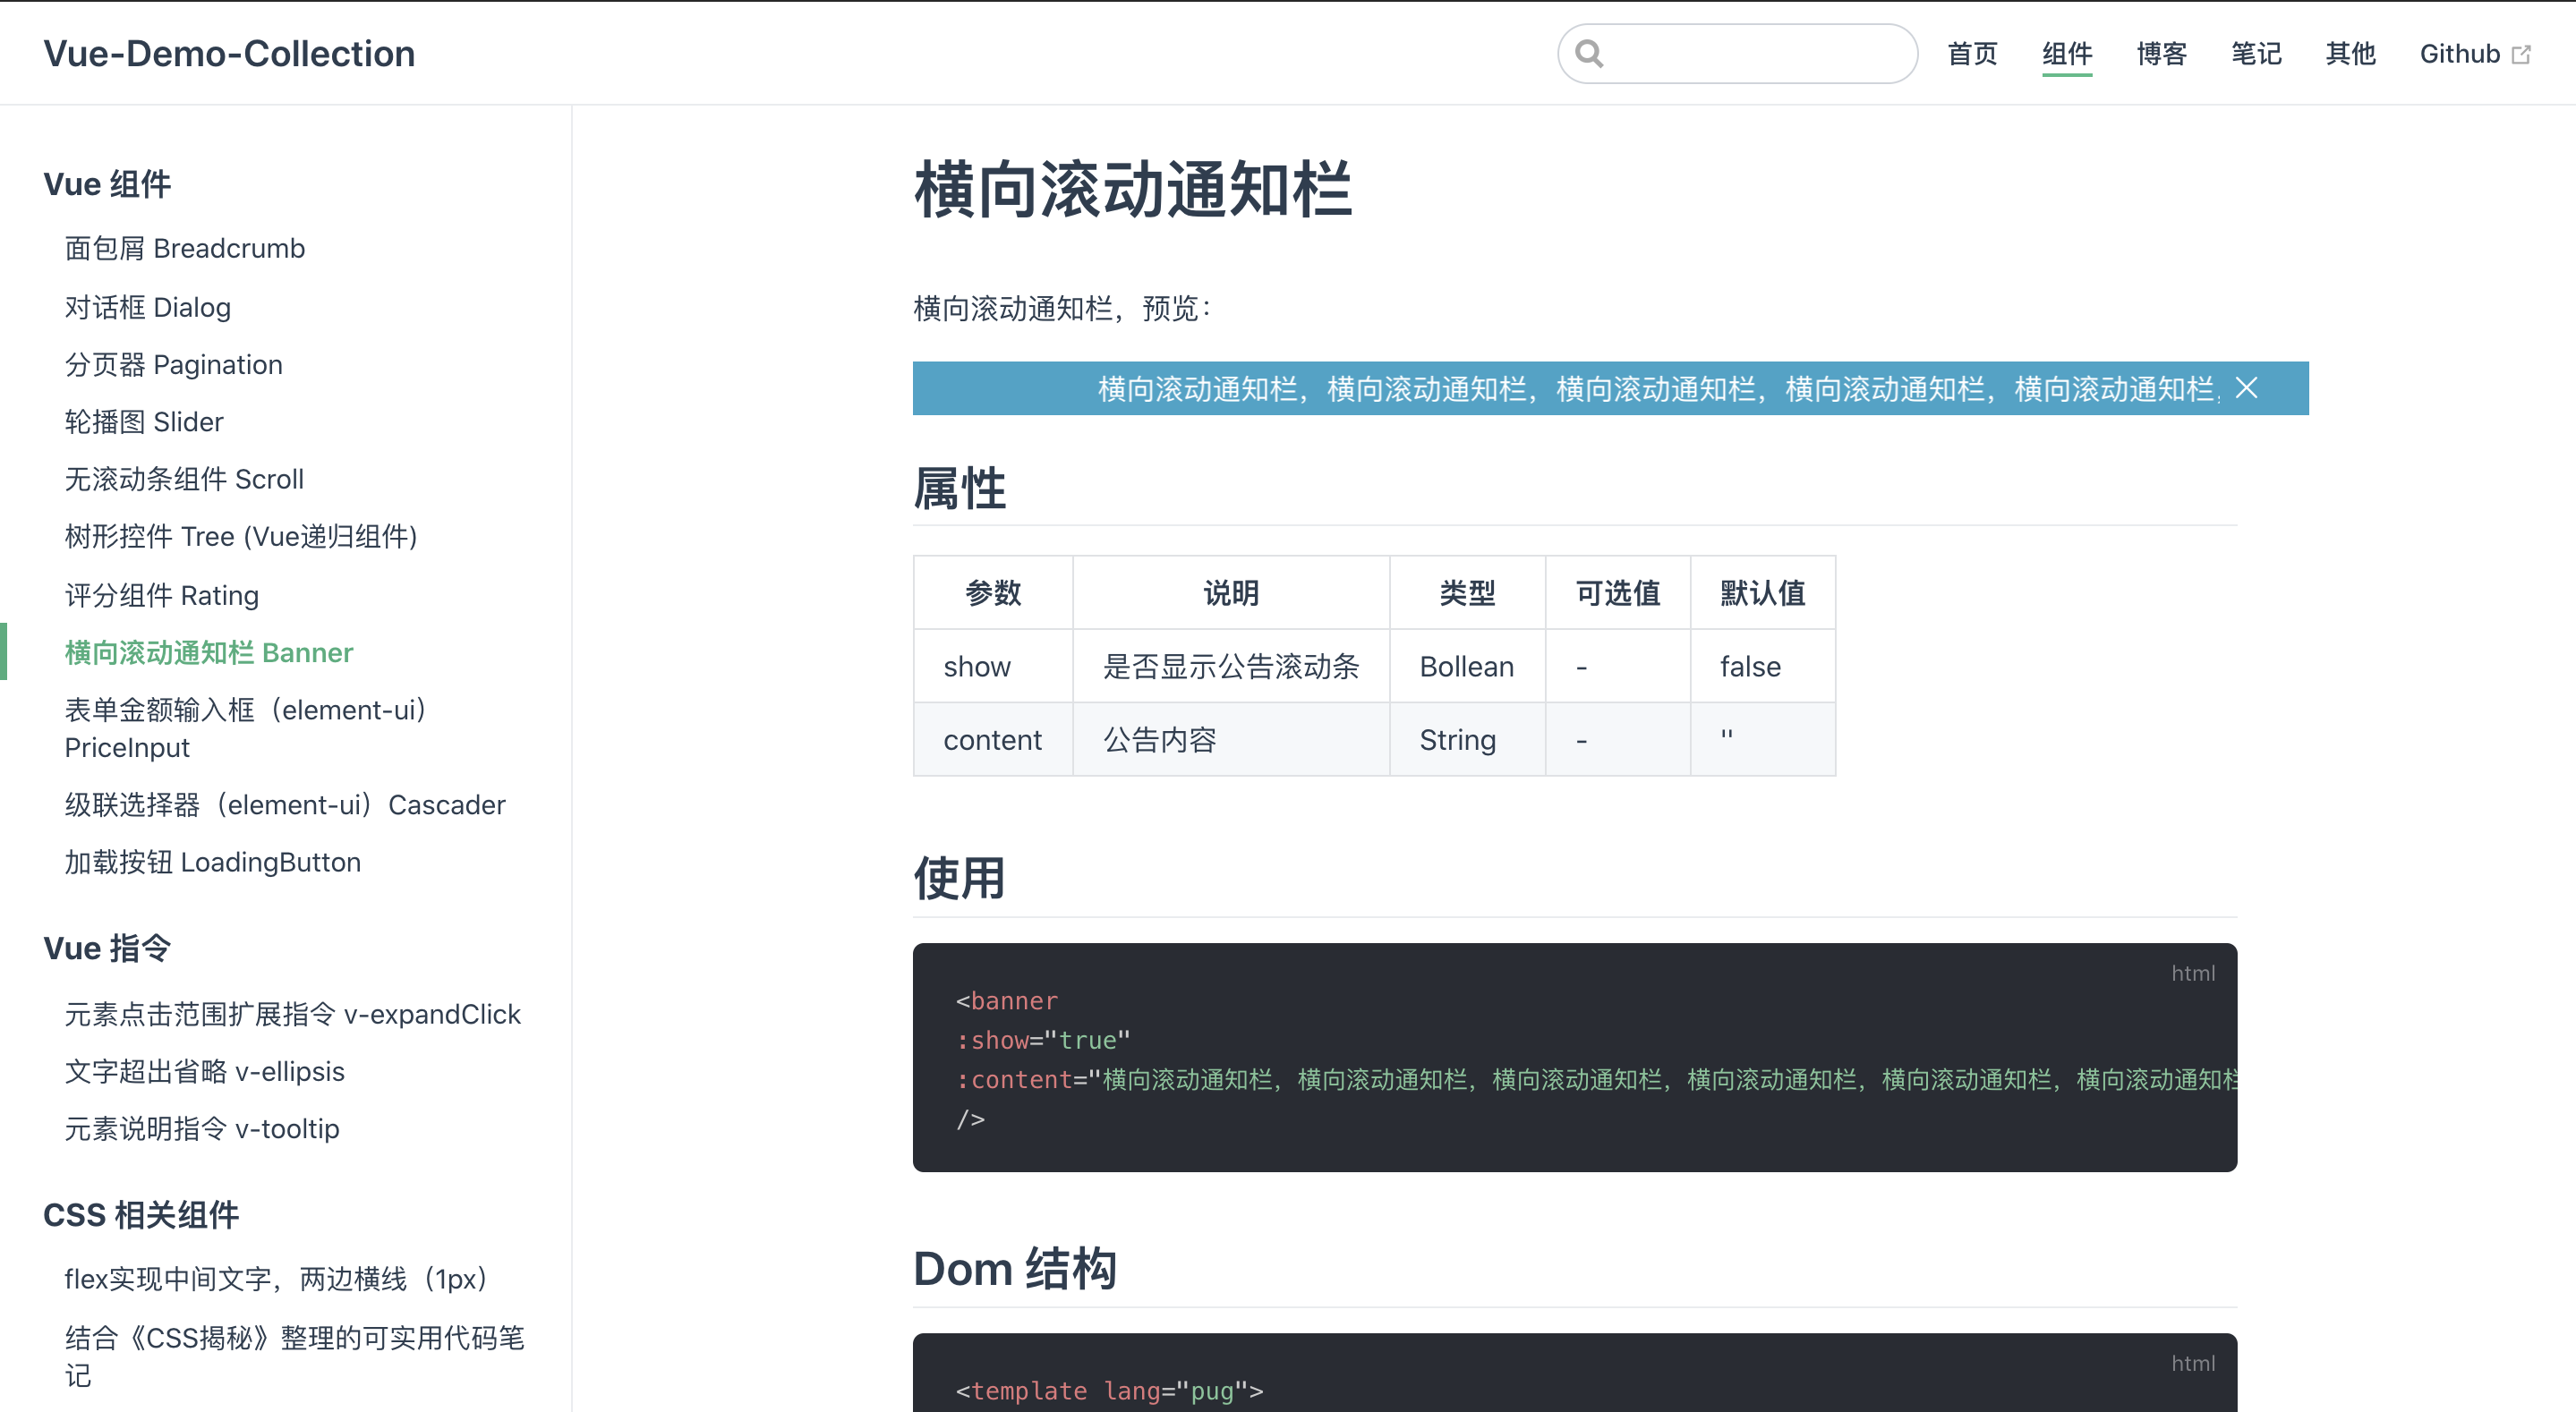 Vue-Demo-Collection
首页 组件 博客 笔记 其他 Github
Vue 组件
面包屑 Breadcrumb
对话框 Dialog
分页器 Pagination
轮播图 Slider
无滚动条组件 Scroll
树形控件 Tree (Vue递归组件)
评分组件 Rating
横向滚动通知栏 Banner
表单金额输入框（element-ui）
PriceInput
级联选择器（element-ui）Cascader
加载按钮 LoadingButton
Vue 指令
元素点击范围扩展指令 v-expandClick
文字超出省略 v-ellipsis
元素说明指令 v-tooltip
CSS 相关组件
flex实现中间文字，两边横线（1px）
结合《CSS揭秘》整理的可实用代码笔
记
横向滚动通知栏
横向滚动通知栏，预览：
横向滚动通知栏，横向滚动通知栏，横向滚动通知栏，横向滚动通知栏，横向滚动通知栏，
属性
参数 说明 类型 可选值 默认值
show 是否显示公告滚动条 Bollean - false
content 公告内容 String - ''
使用
html
<banner
:show="true"
:content="横向滚动通知栏，横向滚动通知栏，横向滚动通知栏，横向滚动通知栏，横向滚动通知栏，横向滚动通知栏
/>
Dom 结构
html
<template lang="pug">